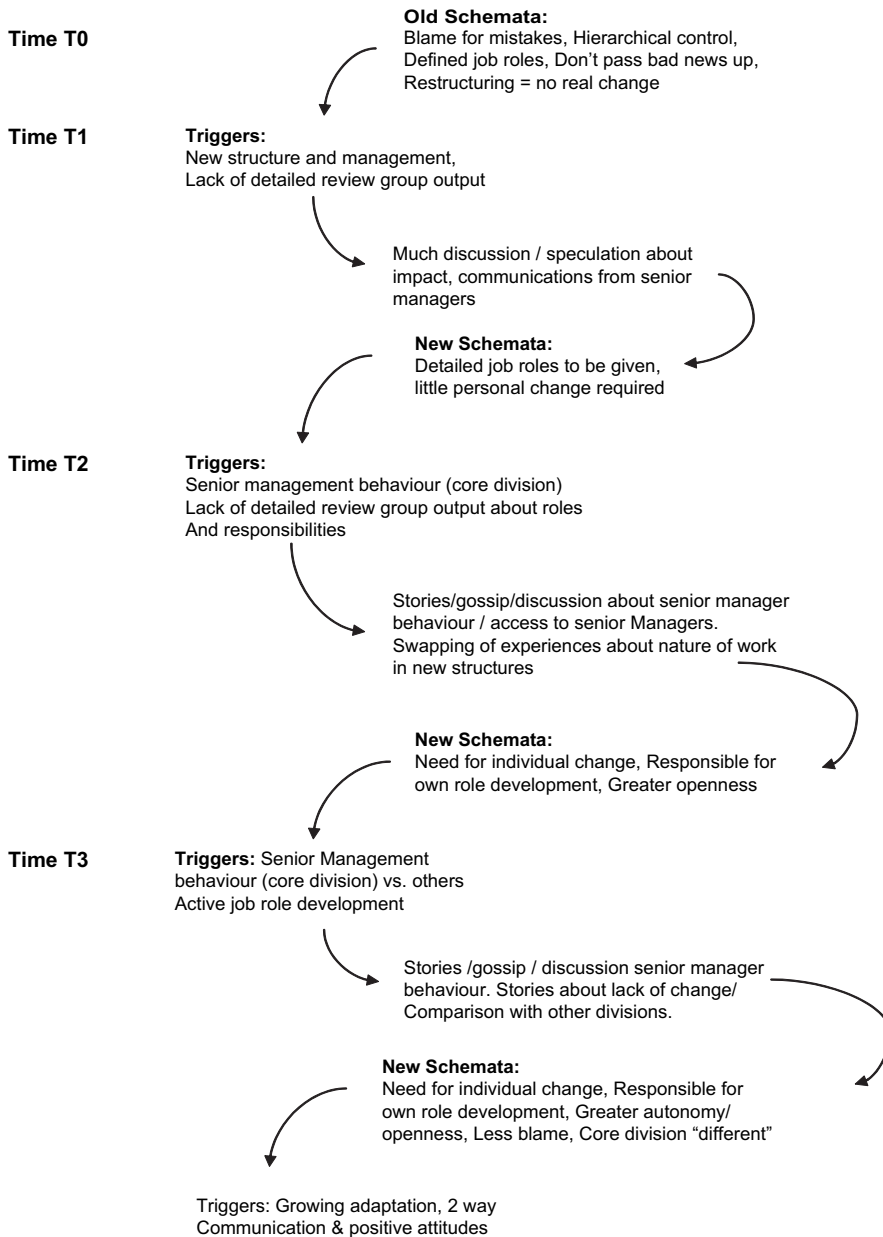 Old Schemata:
Time T0
Blame for mistakes, Hierarchical control,
Defined job roles, Don't pass bad news up,
Restructuring = no real change
Time T1
Triggers:
New structure and management,
Lack of detailed review group output
Much discussion / speculation about
impact, communications from senior
managers
New Schemata:
Detailed job roles to be given,
little personal change required
Time T2
Triggers:
Senior management behaviour (core division)
Lack of detailed review group output about roles
And responsibilities
Stories/gossip/discussion about senior manager
behaviour / access to senior Managers.
Swapping of experiences about nature of work
in new structures
New Schemata:
Need for individual change, Responsible for
own role development, Greater openness
Time T3
Triggers: Senior Management
behaviour (core division) vs. others
Active job role development
Stories /gossip / discussion senior manager
behaviour. Stories about lack of change/
Comparison with other divisions.
New Schemata:
Need for individual change, Responsible for
own role development, Greater autonomy/
openness, Less blame, Core division "different"
Triggers: Growing adaptation, 2 way
Communication & positive attitudes